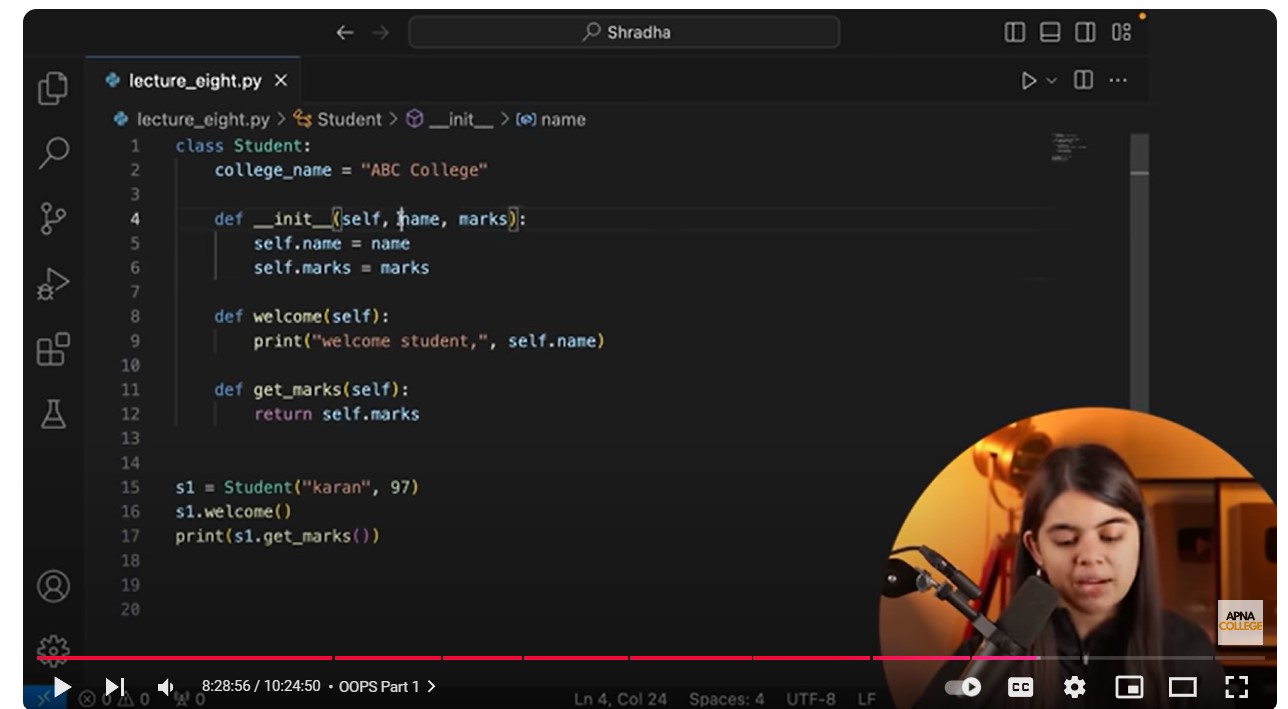 Shradha
lecture_eight.py
lecture_eight.py > Student > __init__ > name
1 class Student:
2     college_name = "ABC College"
3
4     def __init__(self, name, marks):
5         self.name = name
6         self.marks = marks
7
8     def welcome(self):
9         print("welcome student,", self.name)
10
11     def get_marks(self):
12         return self.marks
13
14
15 s1 = Student("karan", 97)
16 s1.welcome()
17 print(s1.get_marks())
18
19
20
APNA
COLLEGE
8:28:56 / 10:24:50 • OOPS Part 1 >
CC
0 0 0 Ln 4, Col 24 Spaces: 4 UTF-8 LF